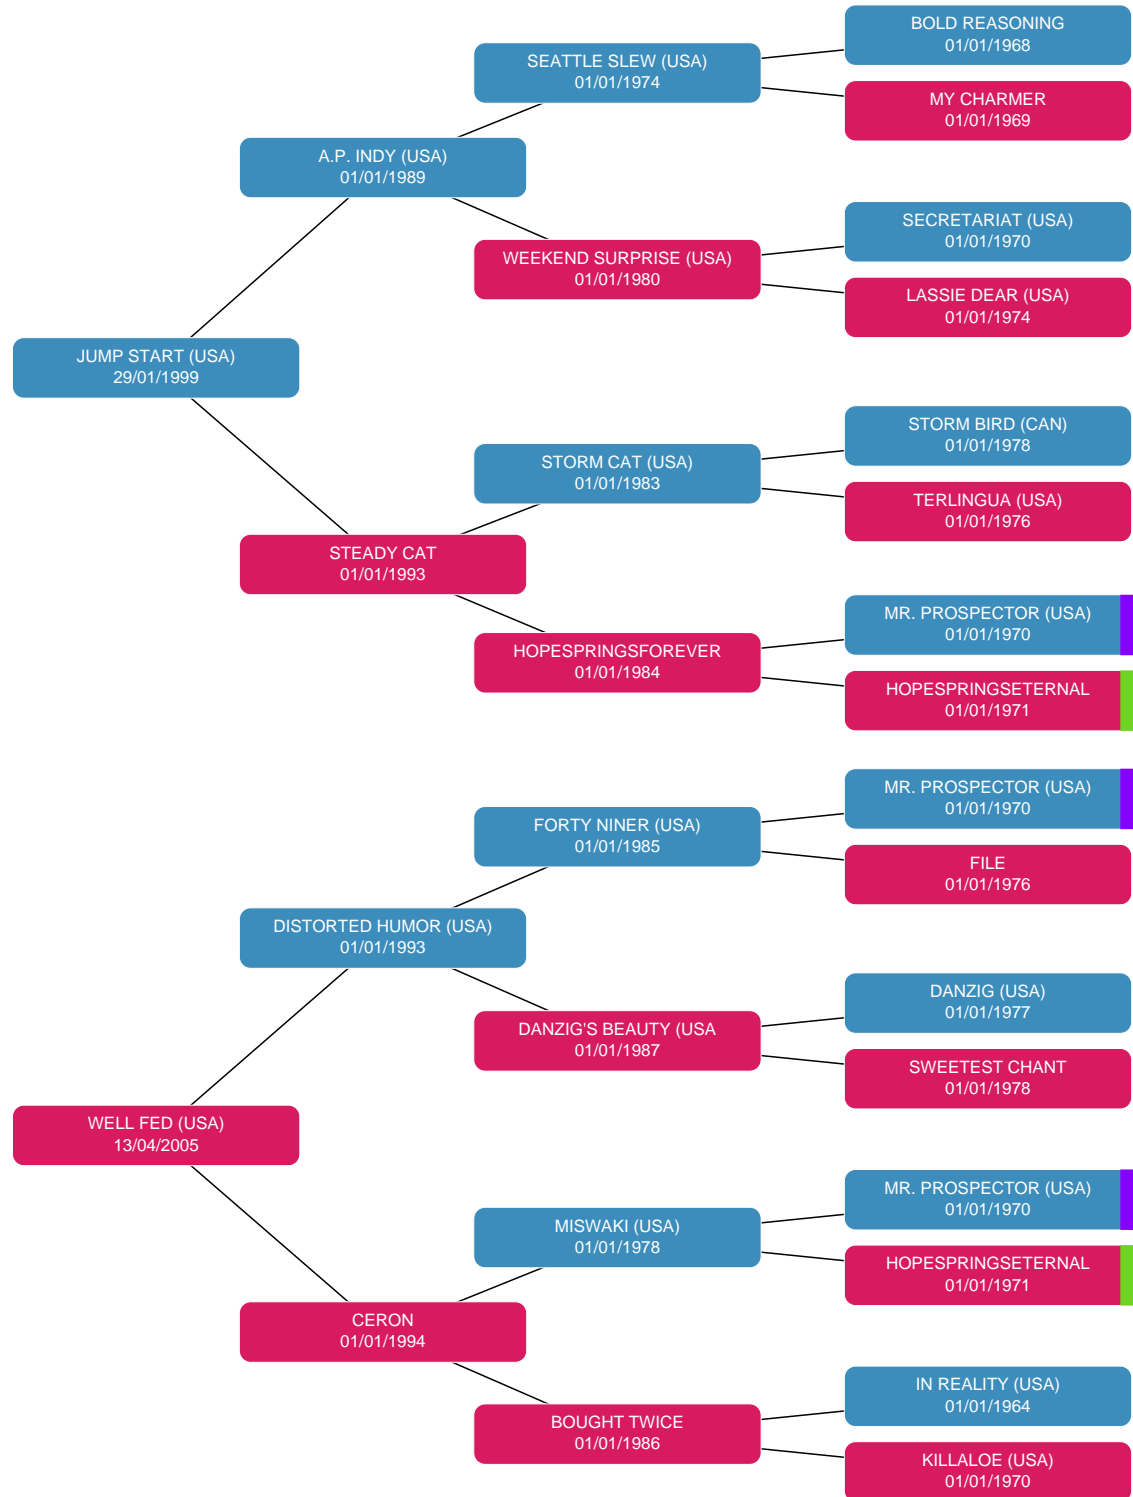 BOLD REASONING
01/01/1968
SEATTLE SLEW (USA)
01/01/1974
MY CHARMER
01/01/1969
A.P. INDY (USA)
01/01/1989
SECRETARIAT (USA)
01/01/1970
WEEKEND SURPRISE (USA)
01/01/1980
LASSIE DEAR (USA)
01/01/1974
JUMP START (USA)
29/01/1999
STORM BIRD (CAN)
01/01/1978
STORM CAT (USA)
01/01/1983
TERLINGUA (USA)
01/01/1976
STEADY CAT
01/01/1993
MR. PROSPECTOR (USA)
01/01/1970
HOPESPRINGSFOREVER
01/01/1984
HOPESPRINGSETERNAL
01/01/1971
MR. PROSPECTOR (USA)
01/01/1970
FORTY NINER (USA)
01/01/1985
FILE
01/01/1976
DISTORTED HUMOR (USA)
01/01/1993
DANZIG (USA)
01/01/1977
DANZIG'S BEAUTY (USA
01/01/1987
SWEETEST CHANT
01/01/1978
WELL FED (USA)
13/04/2005
MR. PROSPECTOR (USA)
01/01/1970
MISWAKI (USA)
01/01/1978
HOPESPRINGSETERNAL
01/01/1971
CERON
01/01/1994
IN REALITY (USA)
01/01/1964
BOUGHT TWICE
01/01/1986
KILLALOE (USA)
01/01/1970